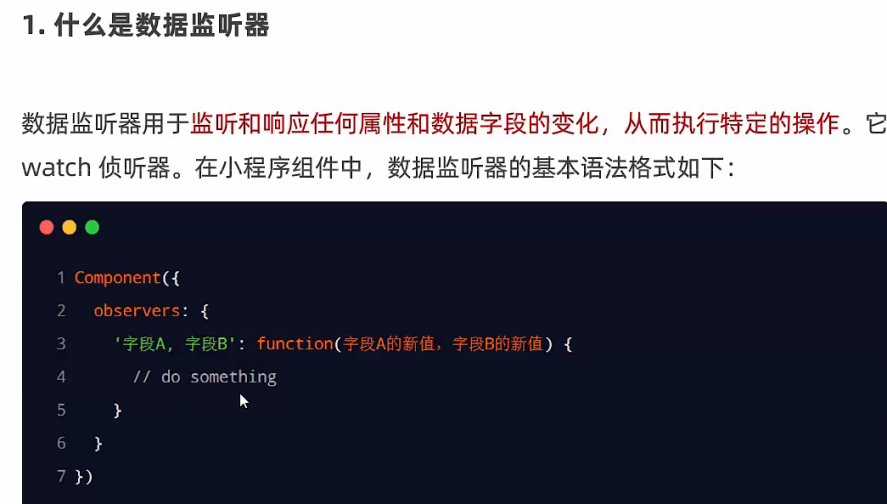 1. 什么是数据监听器
数据监听器用于监听和响应任何属性和数据字段的变化，从而执行特定的操作。它
watch 侦听器。在小程序组件中，数据监听器的基本语法格式如下：
1 Component({
2 observers: {
3 '字段A, 字段B': function(字段A的新值, 字段B的新值) {
4 // do something
5 }
6 }
7 })